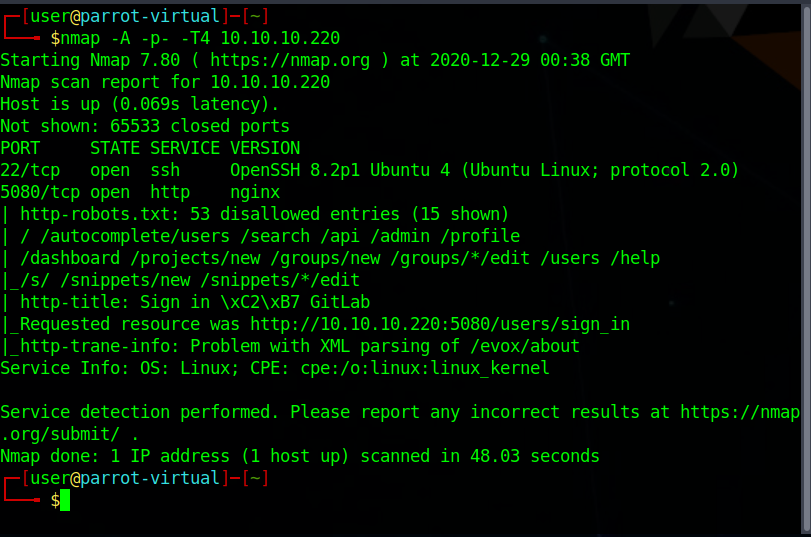 ┌─[user@parrot-virtual]─[~]
└──╼ $nmap -A -p- -T4 10.10.10.220
Starting Nmap 7.80 ( https://nmap.org ) at 2020-12-29 00:38 GMT
Nmap scan report for 10.10.10.220
Host is up (0.069s latency).
Not shown: 65533 closed ports
PORT     STATE SERVICE VERSION
22/tcp   open  ssh     OpenSSH 8.2p1 Ubuntu 4 (Ubuntu Linux; protocol 2.0)
5080/tcp open  http    nginx
| http-robots.txt: 53 disallowed entries (15 shown)
| / /autocomplete/users /search /api /admin /profile
| /dashboard /projects/new /groups/new /groups/*/edit /users /help
|_/s/ /snippets/new /snippets/*/edit
| http-title: Sign in \xC2\xB7 GitLab
|_Requested resource was http://10.10.10.220:5080/users/sign_in
|_http-trane-info: Problem with XML parsing of /evox/about
Service Info: OS: Linux; CPE: cpe:/o:linux:linux_kernel
Service detection performed. Please report any incorrect results at https://nmap
.org/submit/ .
Nmap done: 1 IP address (1 host up) scanned in 48.03 seconds
┌─[user@parrot-virtual]─[~]
└──╼ $